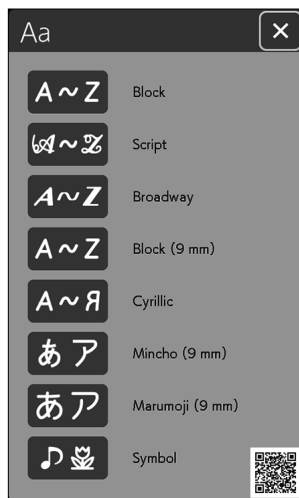 Aa
A ~ Z Block
A ~ Z Script
A ~ Z Broadway
A ~ Z Block (9 mm)
A ~ Я Cyrillic
あ ア Mincho (9 mm)
あ ア Marumoji (9 mm)
Symbol